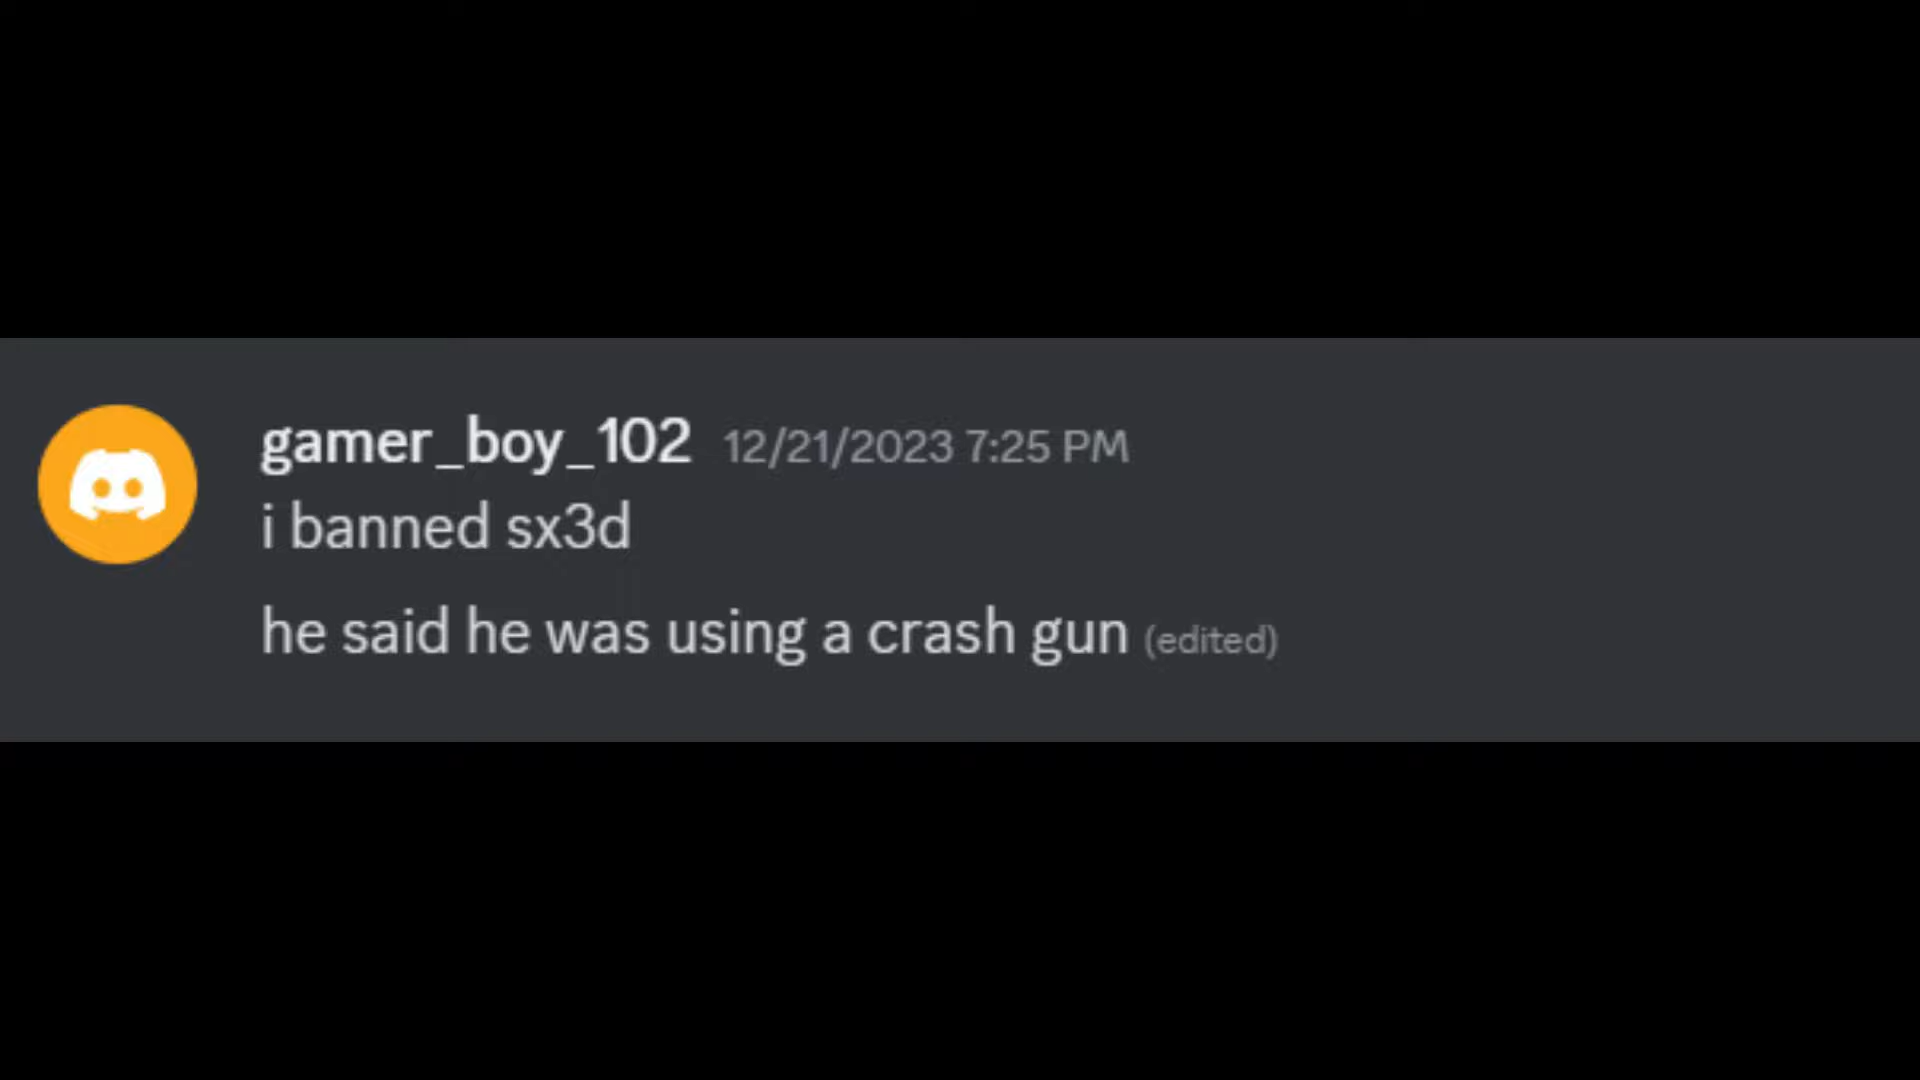 gamer_boy_102 12/21/2023 7:25 PM
i banned sx3d
he said he was using a crash gun (edited)